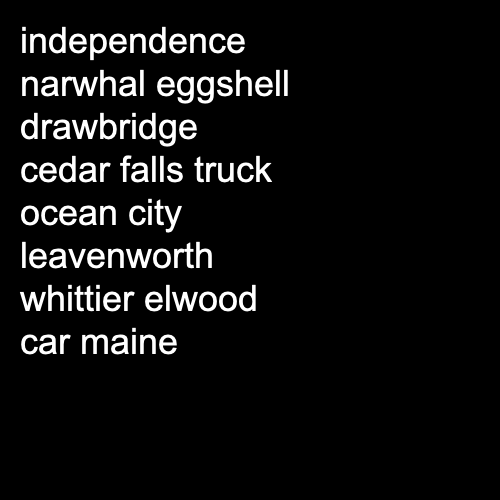 independence
narwhal eggshell
drawbridge
cedar falls truck
ocean city
leavenworth
whittier elwood
car maine